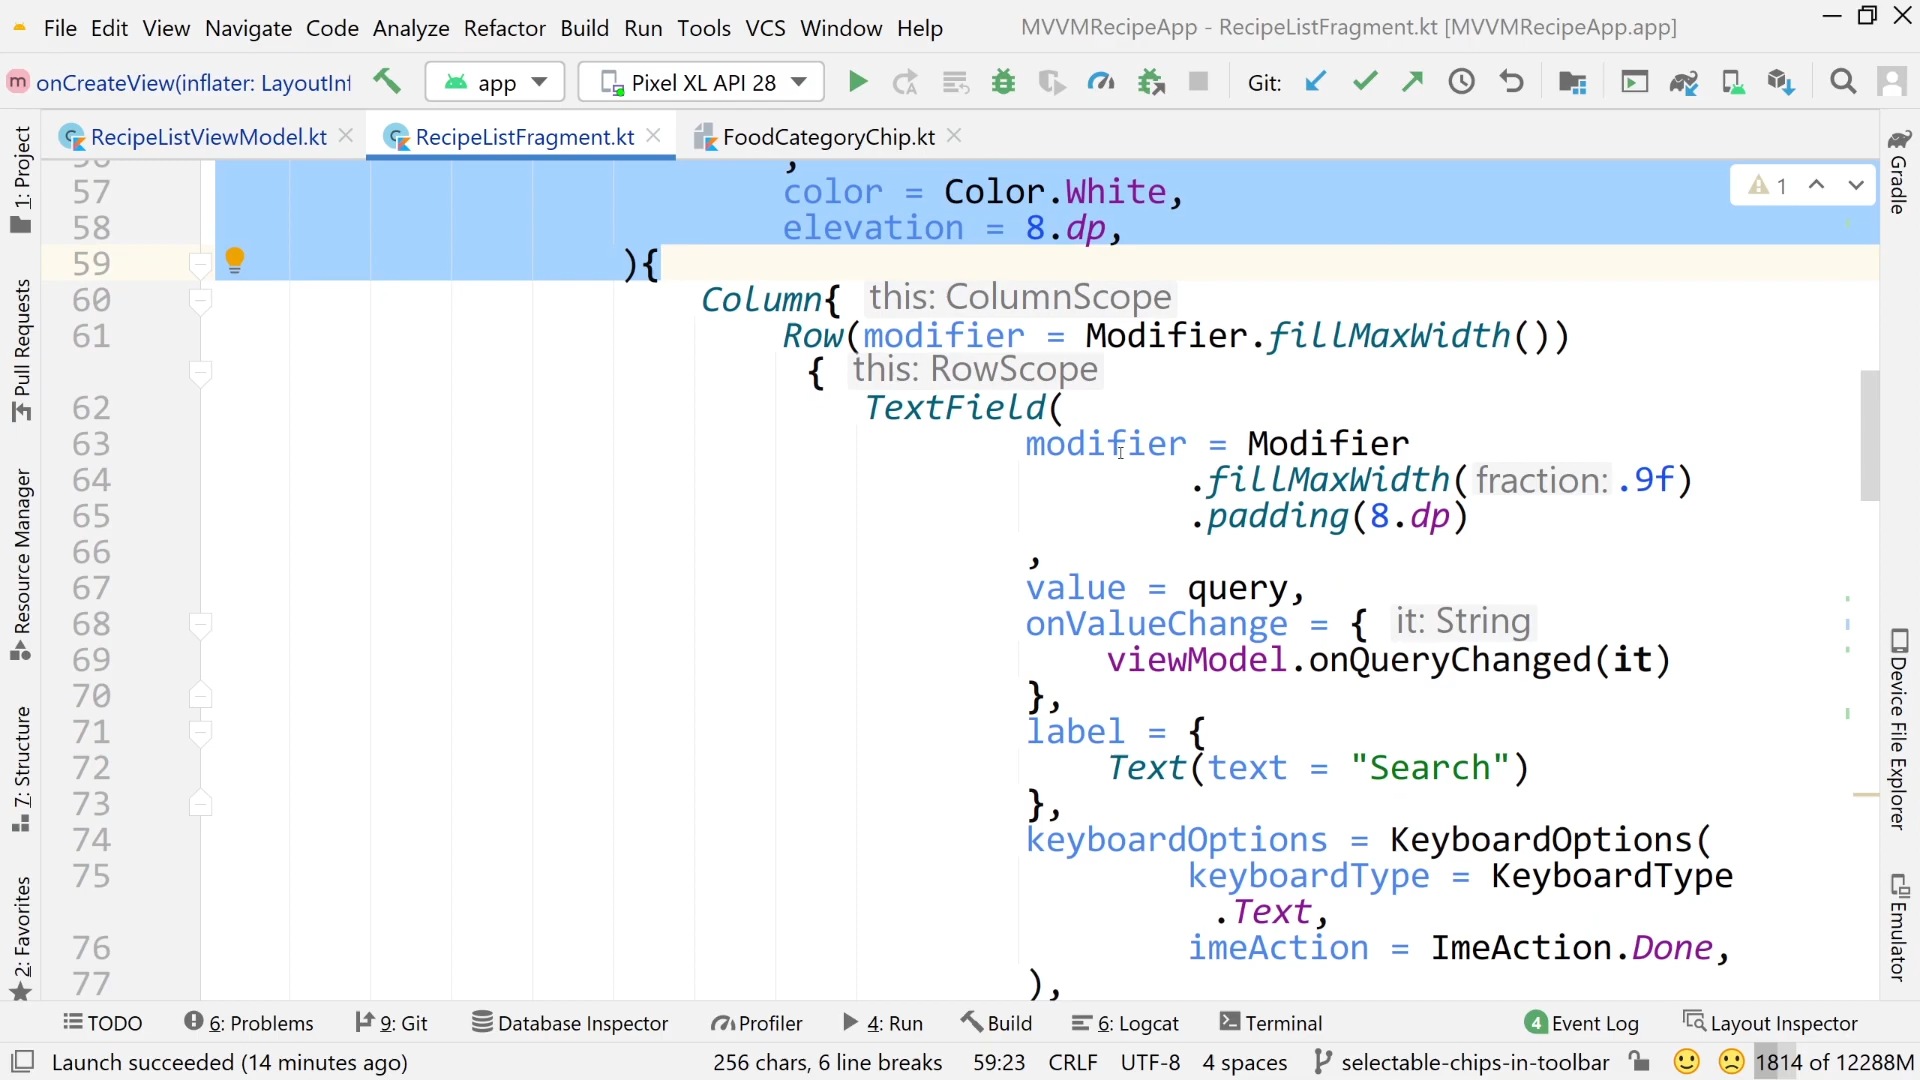 File Edit View Navigate Code Analyze Refactor Build Run Tools VCS Window Help MVVMRecipeApp - RecipeListFragment.kt [MVVMRecipeApp.app]
m onCreateView(inflater: LayoutInf app Pixel XL API 28 Git:
RecipeListViewModel.kt RecipeListFragment.kt FoodCategoryChip.kt
56 ,
57 color = Color.White,
58 elevation = 8.dp,
59 ){
60 Column{ this: ColumnScope
61 Row(modifier = Modifier.fillMaxWidth())
{ this: RowScope
62 TextField(
63 modifier = Modifier
64 .fillMaxWidth( fraction: .9f)
65 .padding(8.dp)
66 ,
67 value = query,
68 onValueChange = { it: String
69 viewModel.onQueryChanged(it)
70 },
71 label = {
72 Text(text = "Search")
73 },
74 keyboardOptions = KeyboardOptions(
75 keyboardType = KeyboardType
.Text,
76 imeAction = ImeAction.Done,
77 ),
1
1: Project
Pull Requests
Resource Manager
7: Structure
2: Favorites
Gradle
Device File Explorer
Emulator
TODO 6: Problems 9: Git Database Inspector Profiler 4: Run Build 6: Logcat Terminal 4 Event Log Layout Inspector
Launch succeeded (14 minutes ago) 256 chars, 6 line breaks 59:23 CRLF UTF-8 4 spaces selectable-chips-in-toolbar 1814 of 12288M